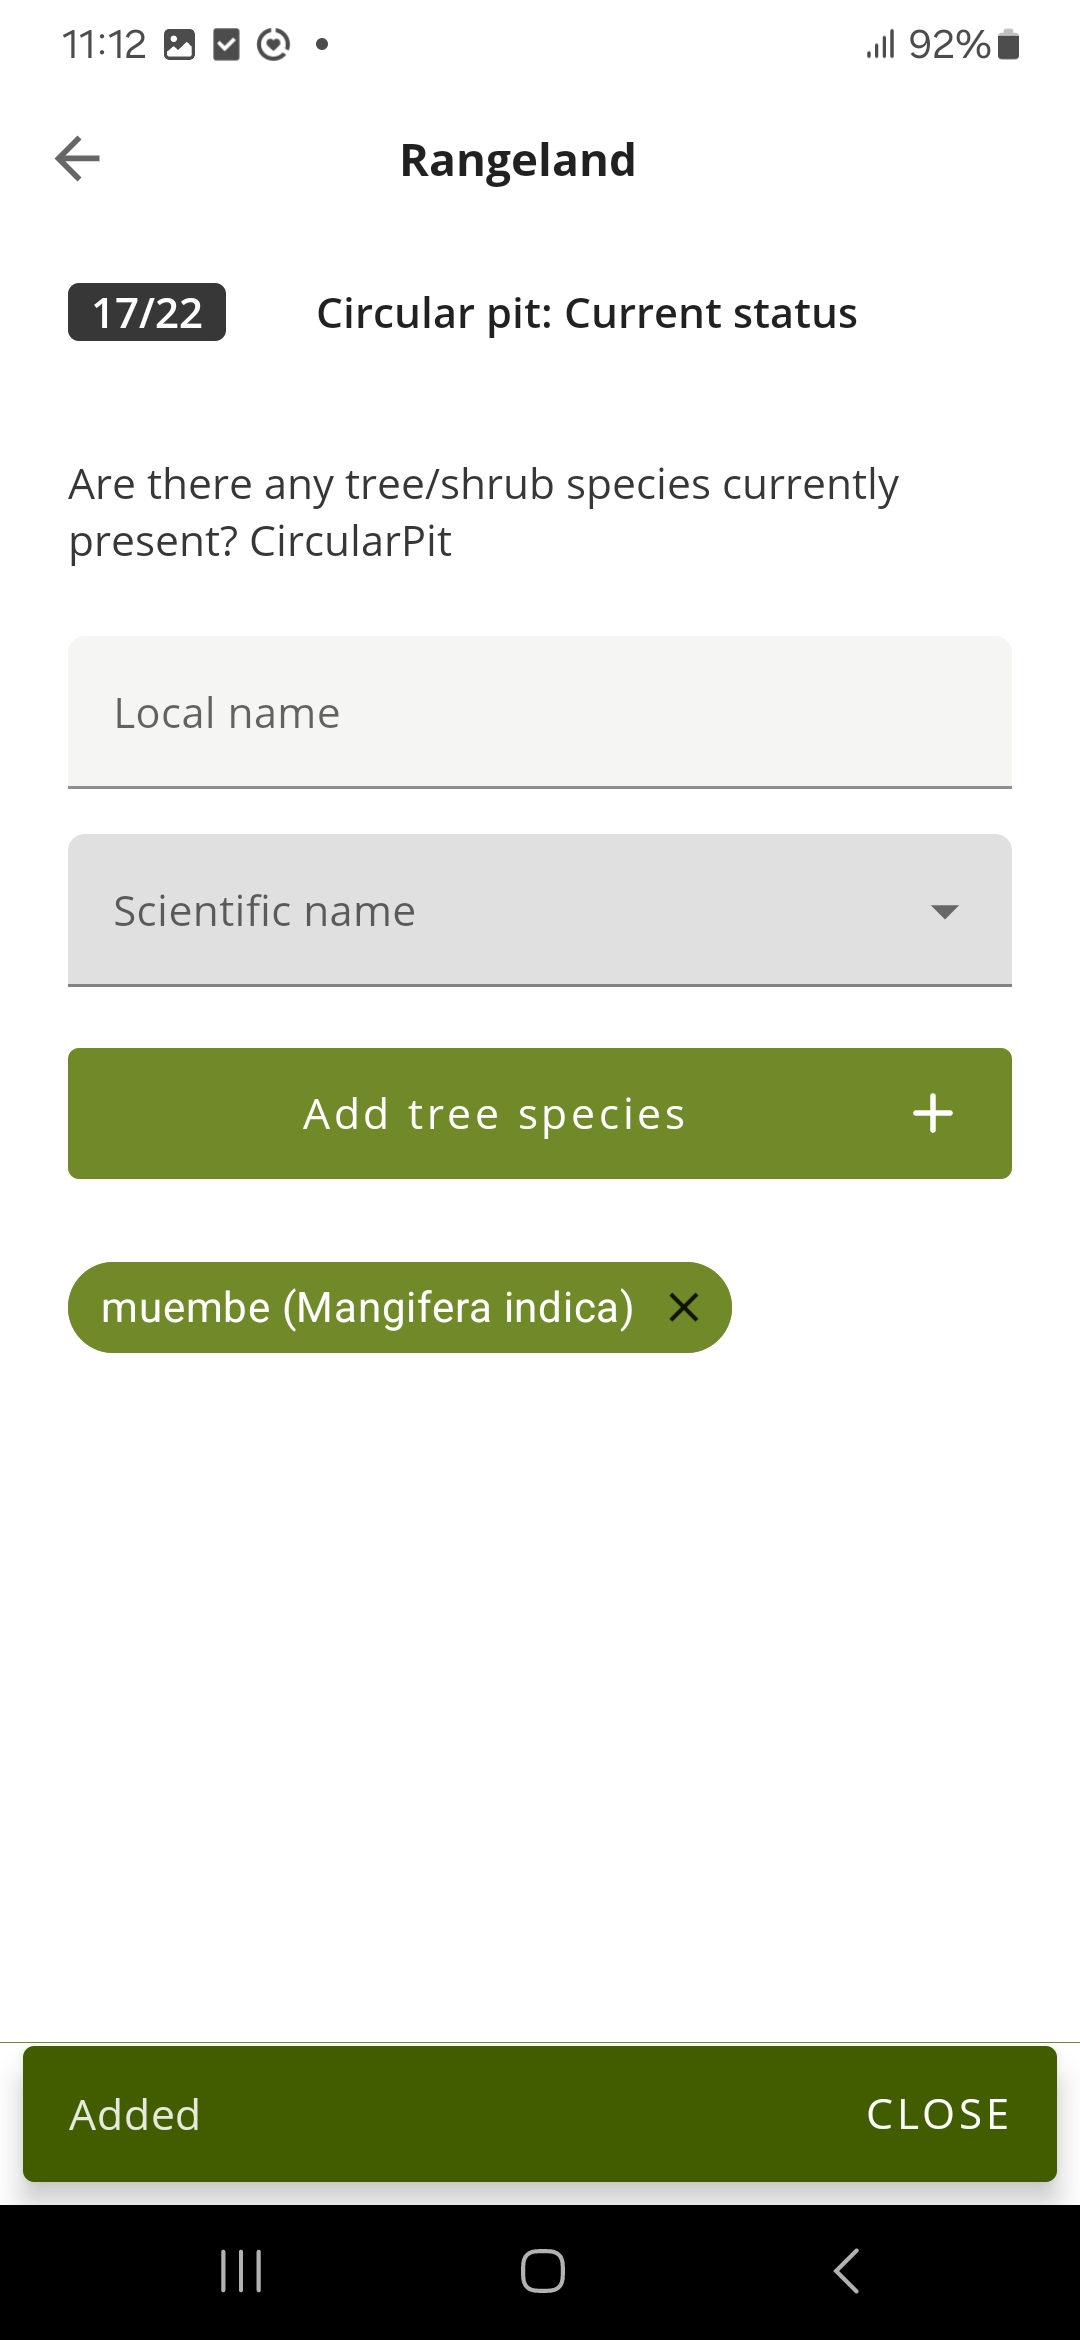 11:12
92%
Rangeland
17/22
Circular pit: Current status
Are there any tree/shrub species currently
present? CircularPit
Local name
Scientific name
Add tree species
muembe (Mangifera indica)
Added
CLOSE